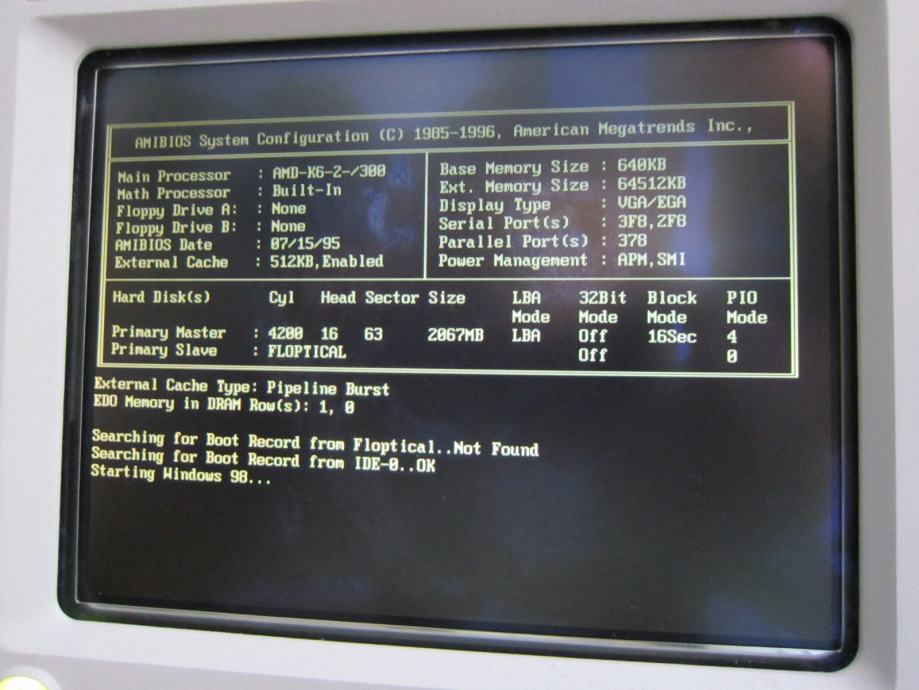 AMIBIOS System Configuration (C) 1985-1996, American Megatrends Inc.,
Main Processor : AMD-K6-2-/300
Math Processor : Built-In
Floppy Drive A: : None
Floppy Drive B: : None
AMIBIOS Date : 07/15/95
External Cache : 512KB,Enabled
Base Memory Size : 640KB
Ext. Memory Size : 64512KB
Display Type : VGA/EGA
Serial Port(s) : 3F8,2F8
Parallel Port(s) : 378
Power Management : APM,SMI
Hard Disk(s) Cyl Head Sector Size LBA 32Bit Block PIO
Mode Mode Mode Mode
Primary Master : 4200 16 63 2067MB LBA Off 16Sec 4
Primary Slave : FLOPTICAL Off 0
External Cache Type: Pipeline Burst
EDO Memory in DRAM Row(s): 1, 0
Searching for Boot Record from Floptical..Not Found
Searching for Boot Record from IDE-0..OK
Starting Windows 98...